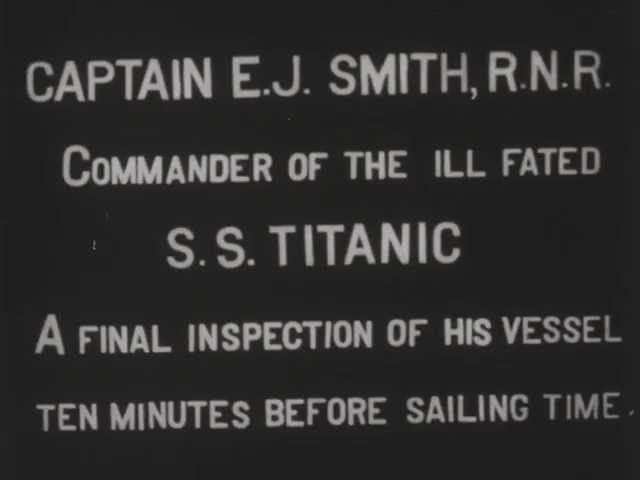 CAPTAIN E.J. SMITH, R.N.R.
COMMANDER OF THE ILL FATED
S.S. TITANIC
A FINAL INSPECTION OF HIS VESSEL
TEN MINUTES BEFORE SAILING TIME.